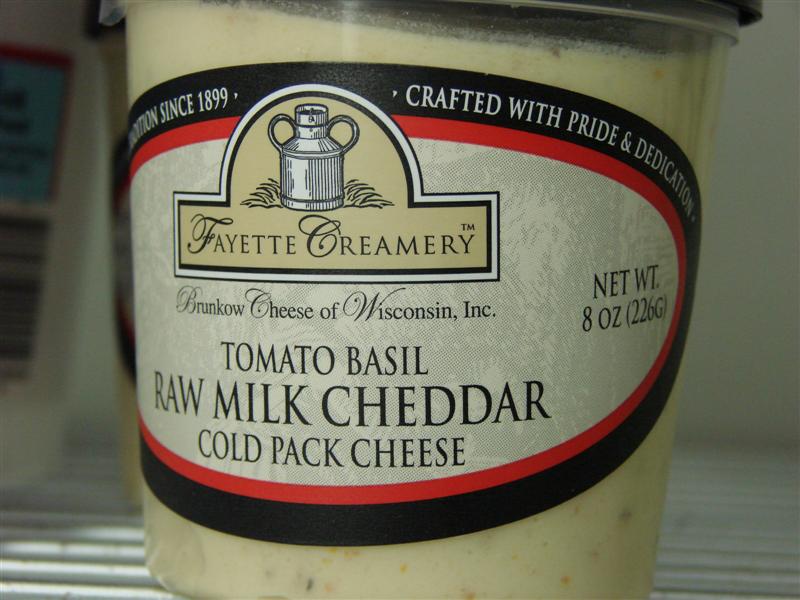 TRADITION SINCE 1899 · · CRAFTED WITH PRIDE & DEDICATION ·
FAYETTE CREAMERY™
Brunkow Cheese of Wisconsin, Inc.
NET WT.
8 OZ (226G)
TOMATO BASIL
RAW MILK CHEDDAR
COLD PACK CHEESE